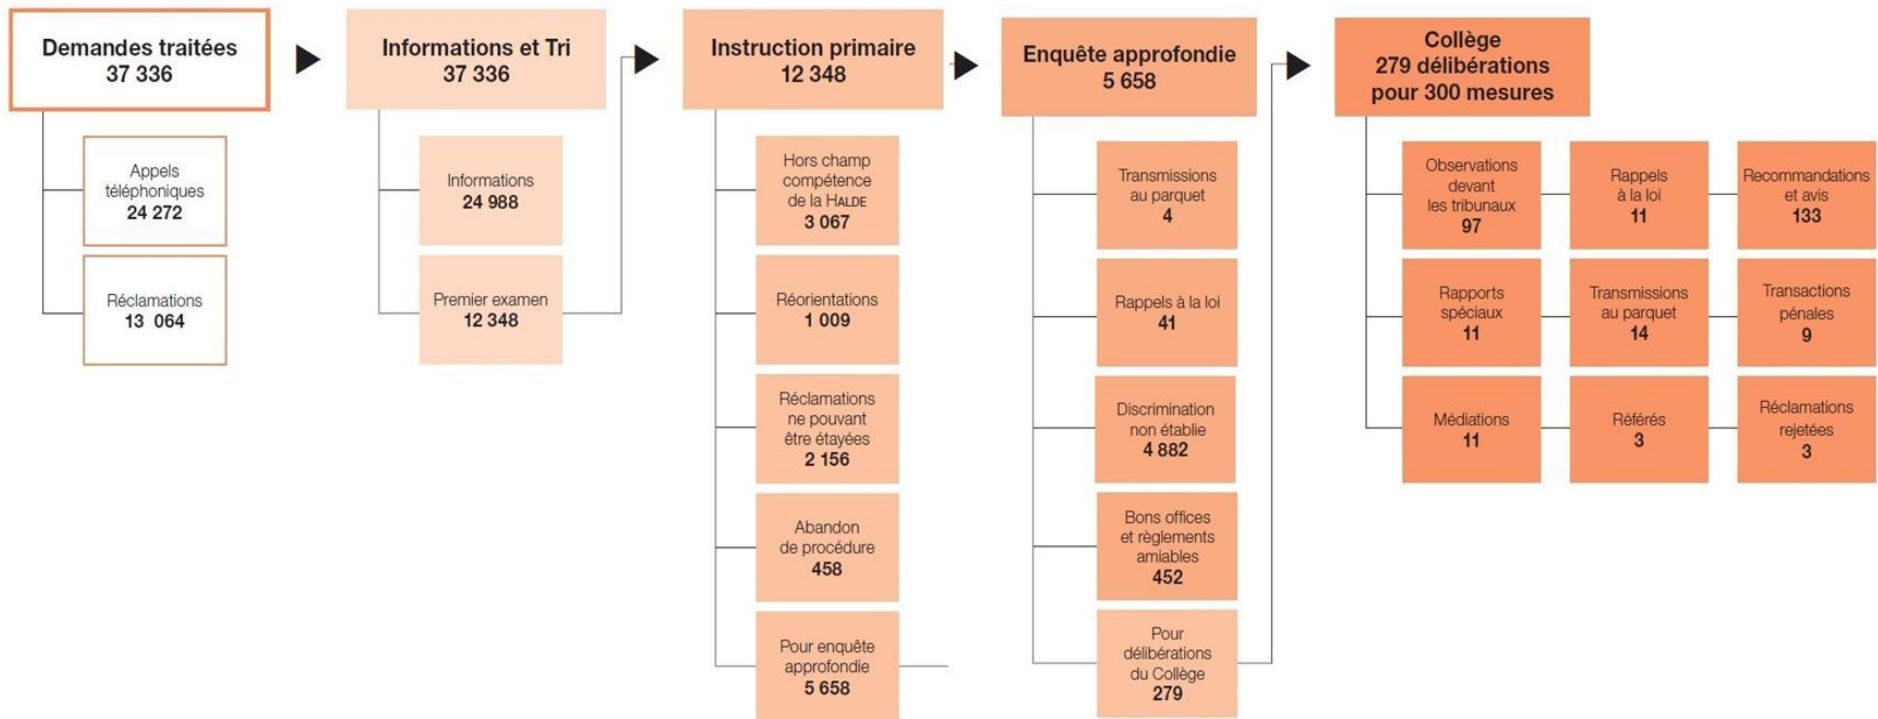 Demandes traitées
37 336
Appels
téléphoniques
24 272
Réclamations
13 064
Informations et Tri
37 336
Informations
24 988
Premier examen
12 348
Instruction primaire
12 348
Hors champ
compétence
de la HALDE
3 067
Réorientations
1 009
Réclamations
ne pouvant
être étayées
2 156
Abandon
de procédure
458
Pour enquête
approfondie
5 658
Enquête approfondie
5 658
Transmissions
au parquet
4
Rappels à la loi
41
Discrimination
non établie
4 882
Bons offices
et règlements
amiables
452
Pour
délibérations
du Collège
279
Collège
279 délibérations
pour 300 mesures
Observations
devant
les tribunaux
97
Rappels
à la loi
11
Recommandations
et avis
133
Rapports
spéciaux
11
Transmissions
au parquet
14
Transactions
pénales
9
Médiations
11
Référés
3
Réclamations
rejetées
3